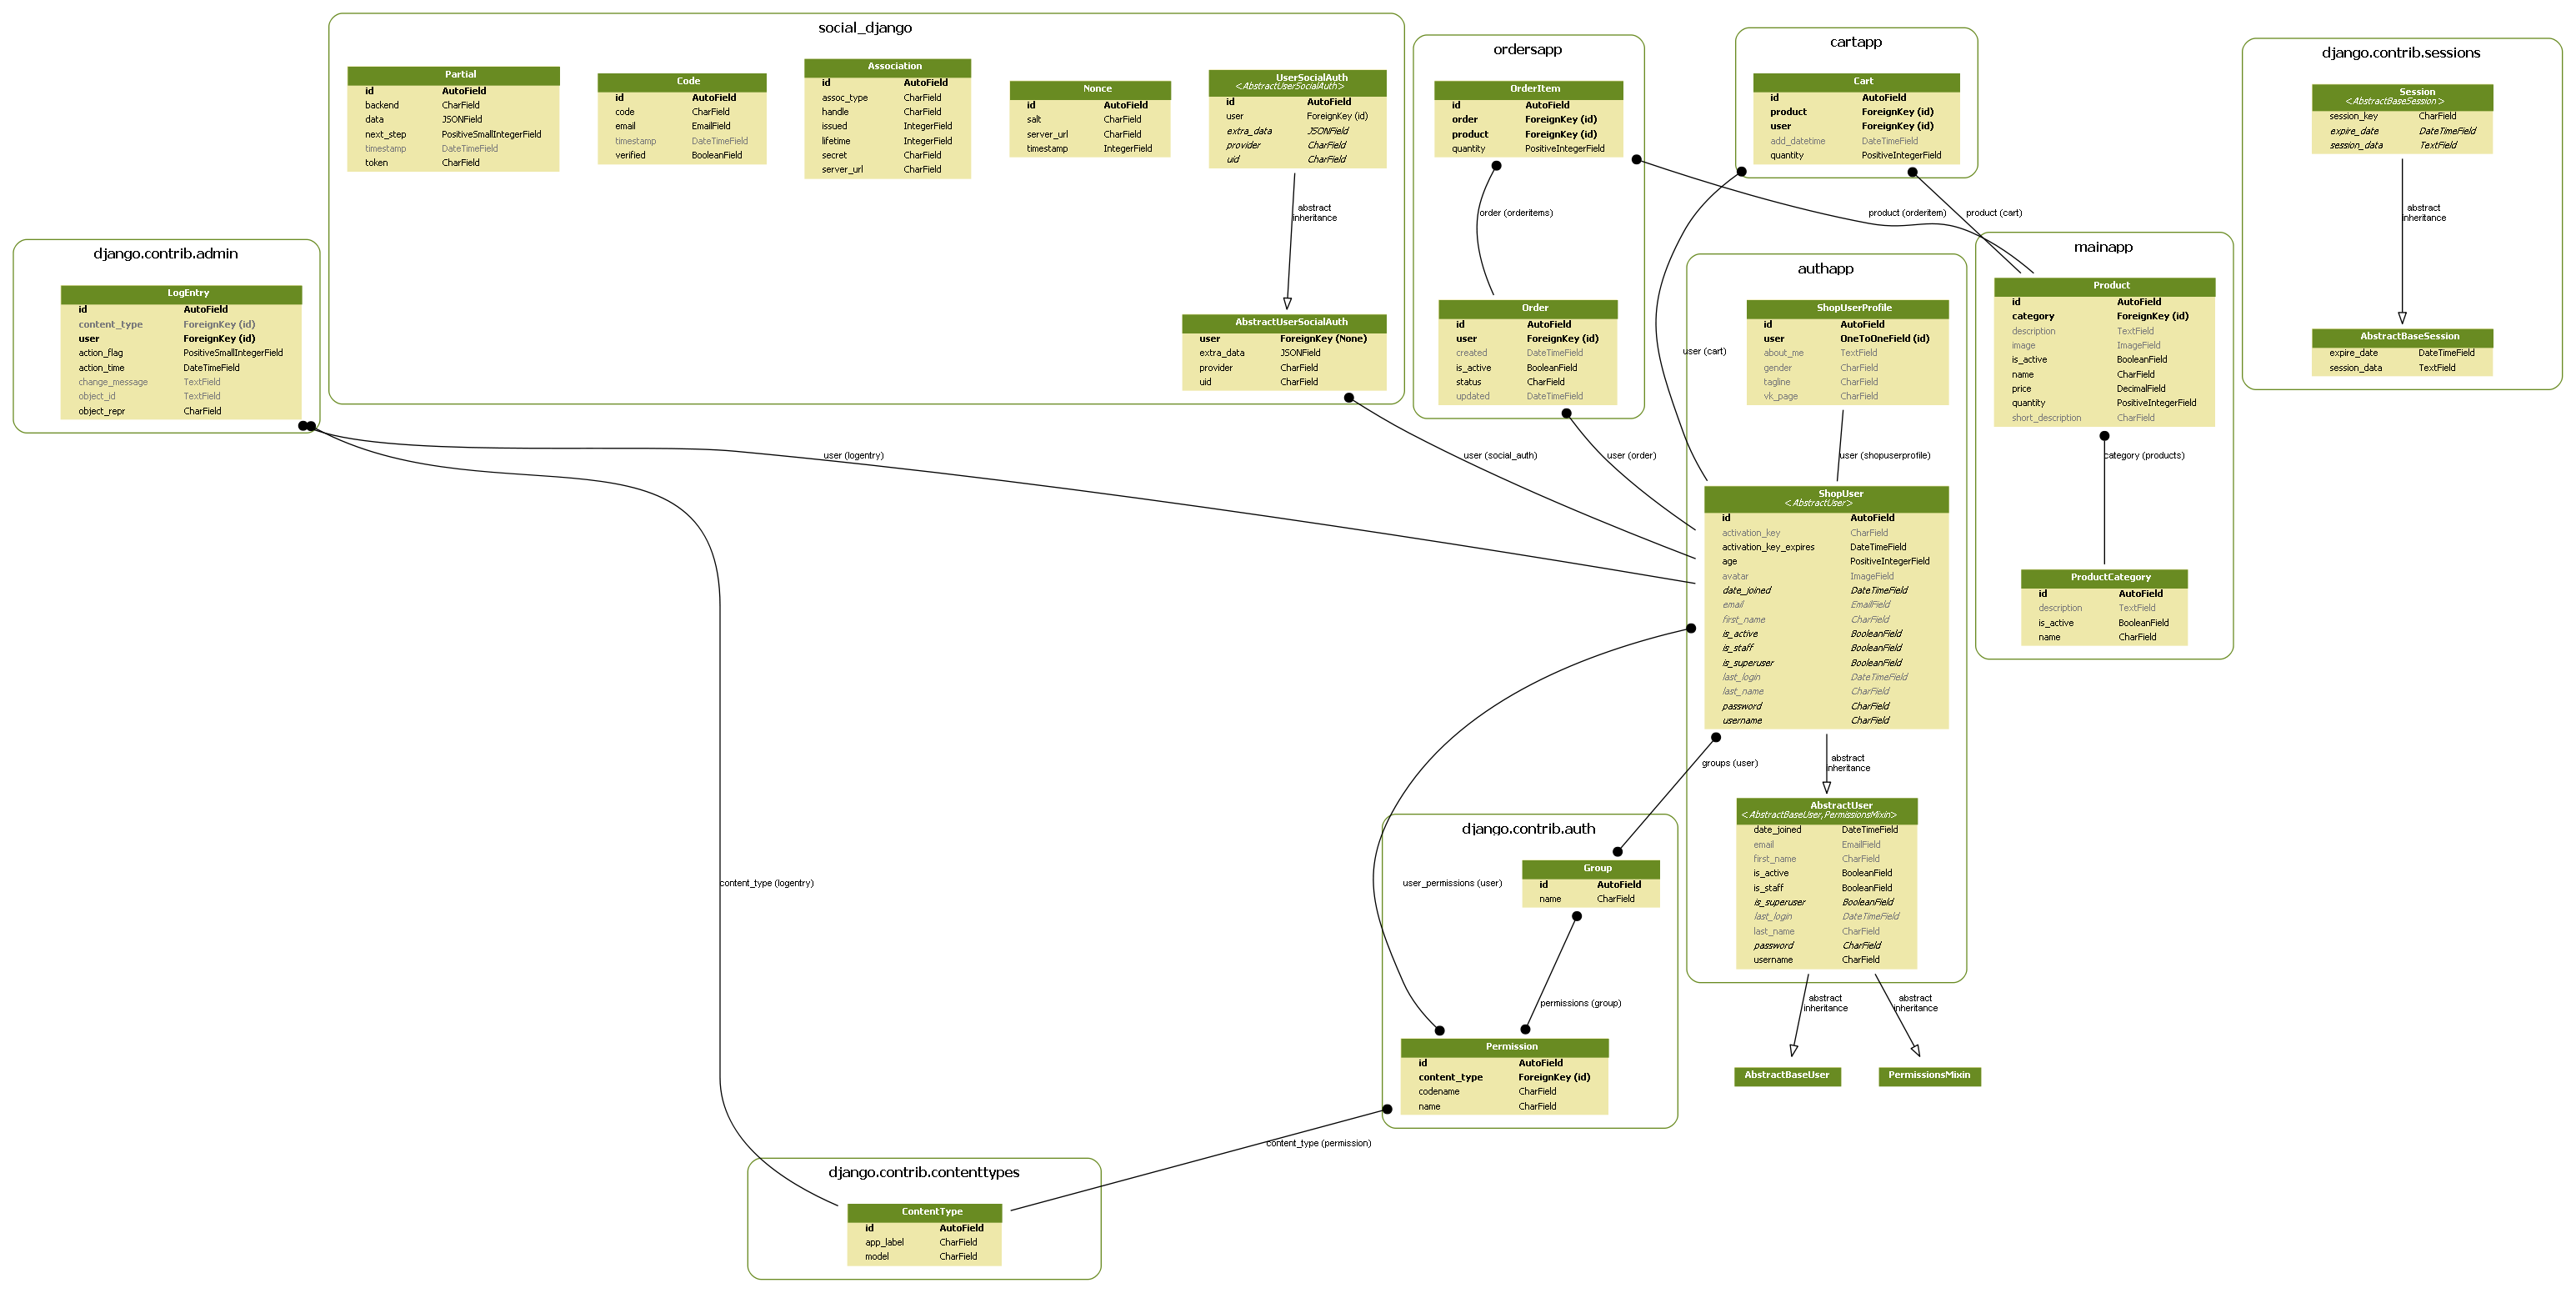 social_django
Partial
id AutoField
backend CharField
data JSONField
next_step PositiveSmallIntegerField
timestamp DateTimeField
token CharField
Code
id AutoField
code CharField
email EmailField
timestamp DateTimeField
verified BooleanField
Association
id AutoField
assoc_type CharField
handle CharField
issued IntegerField
lifetime IntegerField
secret CharField
server_url CharField
Nonce
id AutoField
salt CharField
server_url CharField
timestamp IntegerField
UserSocialAuth
<AbstractUserSocialAuth>
id AutoField
user ForeignKey (id)
extra_data JSONField
provider CharField
uid CharField
abstract
inheritance
AbstractUserSocialAuth
user ForeignKey (None)
extra_data JSONField
provider CharField
uid CharField
ordersapp
OrderItem
id AutoField
order ForeignKey (id)
product ForeignKey (id)
quantity PositiveIntegerField
order (orderitems)
Order
id AutoField
user ForeignKey (id)
created DateTimeField
is_active BooleanField
status CharField
updated DateTimeField
cartapp
Cart
id AutoField
product ForeignKey (id)
user ForeignKey (id)
add_datetime DateTimeField
quantity PositiveIntegerField
product (orderitem)
product (cart)
django.contrib.sessions
Session
<AbstractBaseSession>
session_key CharField
expire_date DateTimeField
session_data TextField
abstract
inheritance
AbstractBaseSession
expire_date DateTimeField
session_data TextField
django.contrib.admin
LogEntry
id AutoField
content_type ForeignKey (id)
user ForeignKey (id)
action_flag PositiveSmallIntegerField
action_time DateTimeField
change_message TextField
object_id TextField
object_repr CharField
mainapp
Product
id AutoField
category ForeignKey (id)
description TextField
image ImageField
is_active BooleanField
name CharField
price DecimalField
quantity PositiveIntegerField
short_description CharField
category (products)
ProductCategory
id AutoField
description TextField
is_active BooleanField
name CharField
authapp
ShopUserProfile
id AutoField
user OneToOneField (id)
about_me TextField
gender CharField
tagline CharField
vk_page CharField
user (cart)
user (logentry)
user (social_auth)
user (order)
user (shopuserprofile)
ShopUser
<AbstractUser>
id AutoField
activation_key CharField
activation_key_expires DateTimeField
age PositiveIntegerField
avatar ImageField
date_joined DateTimeField
email EmailField
first_name CharField
is_active BooleanField
is_staff BooleanField
is_superuser BooleanField
last_login DateTimeField
last_name CharField
password CharField
username CharField
groups (user)
abstract
inheritance
AbstractUser
<AbstractBaseUser,PermissionsMixin>
date_joined DateTimeField
email EmailField
first_name CharField
is_active BooleanField
is_staff BooleanField
is_superuser BooleanField
last_login DateTimeField
last_name CharField
password CharField
username CharField
abstract
inheritance
abstract
inheritance
AbstractBaseUser
PermissionsMixin
django.contrib.auth
Group
id AutoField
name CharField
user_permissions (user)
permissions (group)
Permission
id AutoField
content_type ForeignKey (id)
codename CharField
name CharField
content_type (logentry)
content_type (permission)
django.contrib.contenttypes
ContentType
id AutoField
app_label CharField
model CharField